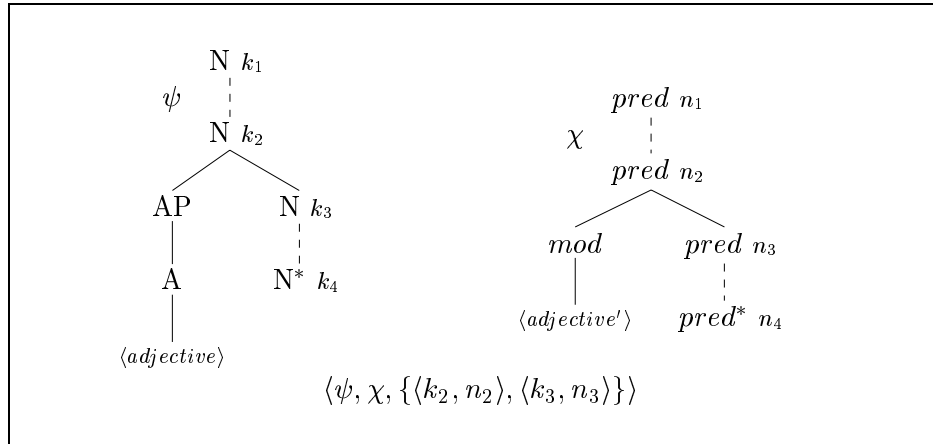 N k₁
ψ
N k₂
AP N k₃
A N* k₄
⟨adjective⟩
pred n₁
χ
pred n₂
mod pred n₃
⟨adjective′⟩ pred* n₄
⟨ψ, χ, {⟨k₂, n₂⟩, ⟨k₃, n₃⟩}⟩